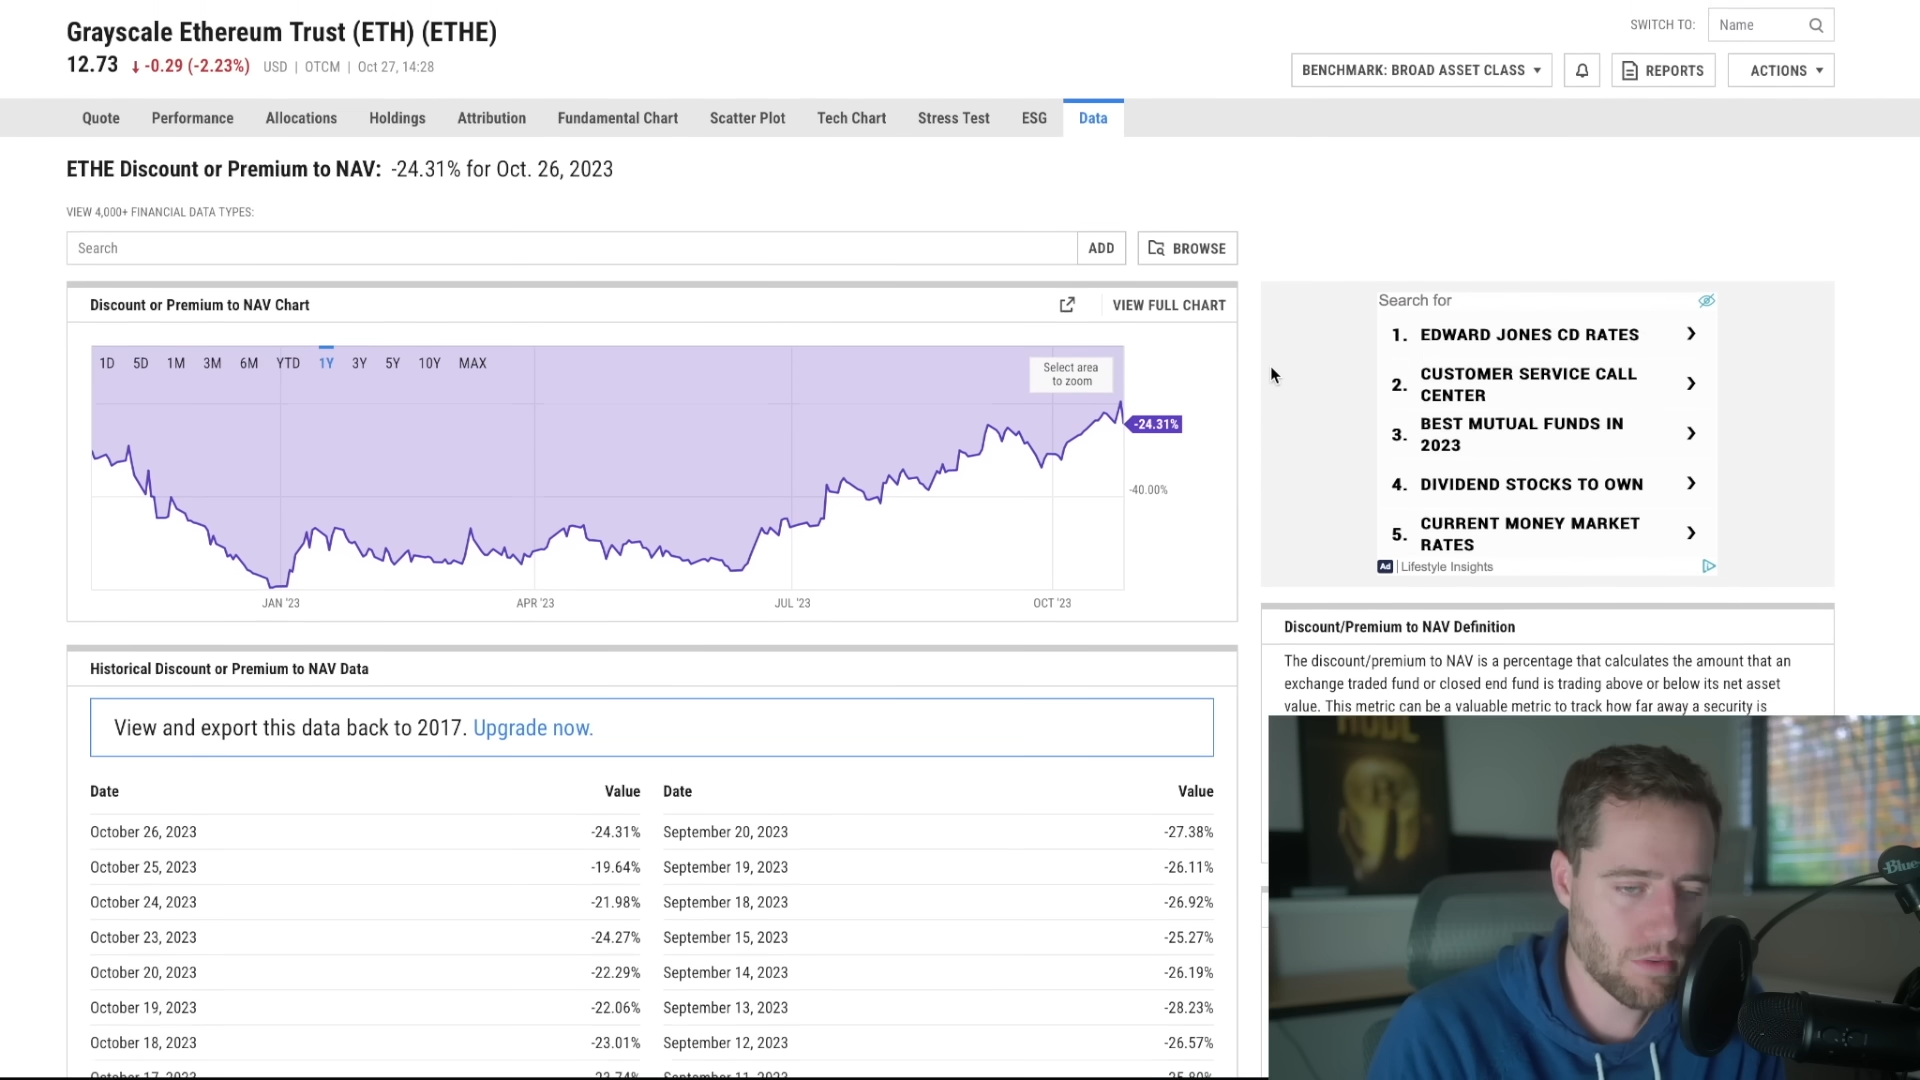 Grayscale Ethereum Trust (ETH) (ETHE)
SWITCH TO:
Name
12.73
-0.29 (-2.23%)
USD | OTCM | Oct 27, 14:28
BENCHMARK: BROAD ASSET CLASS
REPORTS
ACTIONS
Quote
Performance
Allocations
Holdings
Attribution
Fundamental Chart
Scatter Plot
Tech Chart
Stress Test
ESG
Data
ETHE Discount or Premium to NAV: -24.31% for Oct. 26, 2023
VIEW 4,000+ FINANCIAL DATA TYPES:
Search
ADD
BROWSE
Discount or Premium to NAV Chart
VIEW FULL CHART
1D 5D 1M 3M 6M YTD 1Y 3Y 5Y 10Y MAX
Select area
to zoom
-24.31%
-40.00%
JAN '23
APR '23
JUL '23
OCT '23
Search for
1. EDWARD JONES CD RATES
2. CUSTOMER SERVICE CALL
CENTER
3. BEST MUTUAL FUNDS IN
2023
4. DIVIDEND STOCKS TO OWN
5. CURRENT MONEY MARKET
RATES
Ad | Lifestyle Insights
Discount/Premium to NAV Definition
The discount/premium to NAV is a percentage that calculates the amount that an
exchange traded fund or closed end fund is trading above or below its net asset
value. This metric can be a valuable metric to track how far away a security is
Historical Discount or Premium to NAV Data
View and export this data back to 2017. Upgrade now.
Date Value Date Value
October 26, 2023 -24.31% September 20, 2023 -27.38%
October 25, 2023 -19.64% September 19, 2023 -26.11%
October 24, 2023 -21.98% September 18, 2023 -26.92%
October 23, 2023 -24.27% September 15, 2023 -25.27%
October 20, 2023 -22.29% September 14, 2023 -26.19%
October 19, 2023 -22.06% September 13, 2023 -28.23%
October 18, 2023 -23.01% September 12, 2023 -26.57%
October 17, 2023 -23.74% September 11, 2023 -25.80%
HODL
Blue